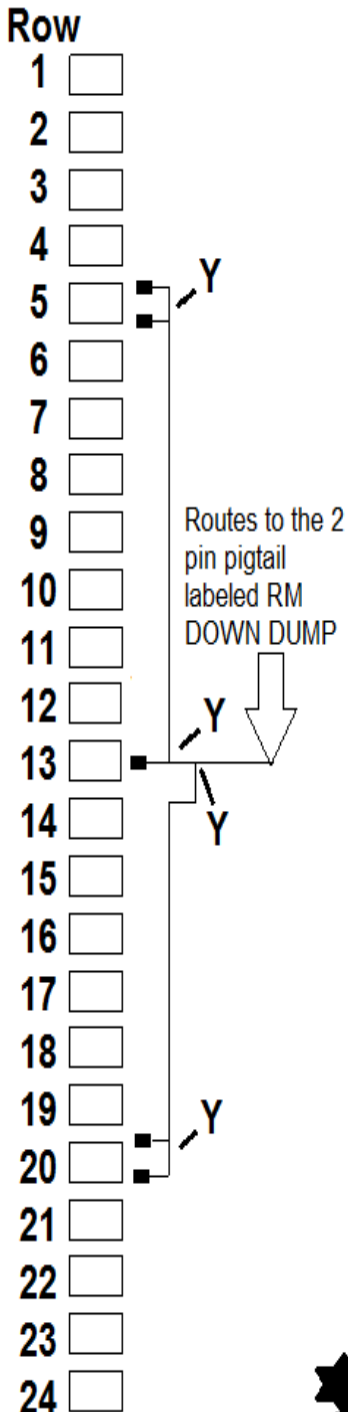 Row
1
2
3
4
Y
5
6
7
8
9
Routes to the 2
pin pigtail
labeled RM
DOWN DUMP
10
11
12
Y
13
Y
14
15
16
17
18
19
Y
20
21
22
23
24